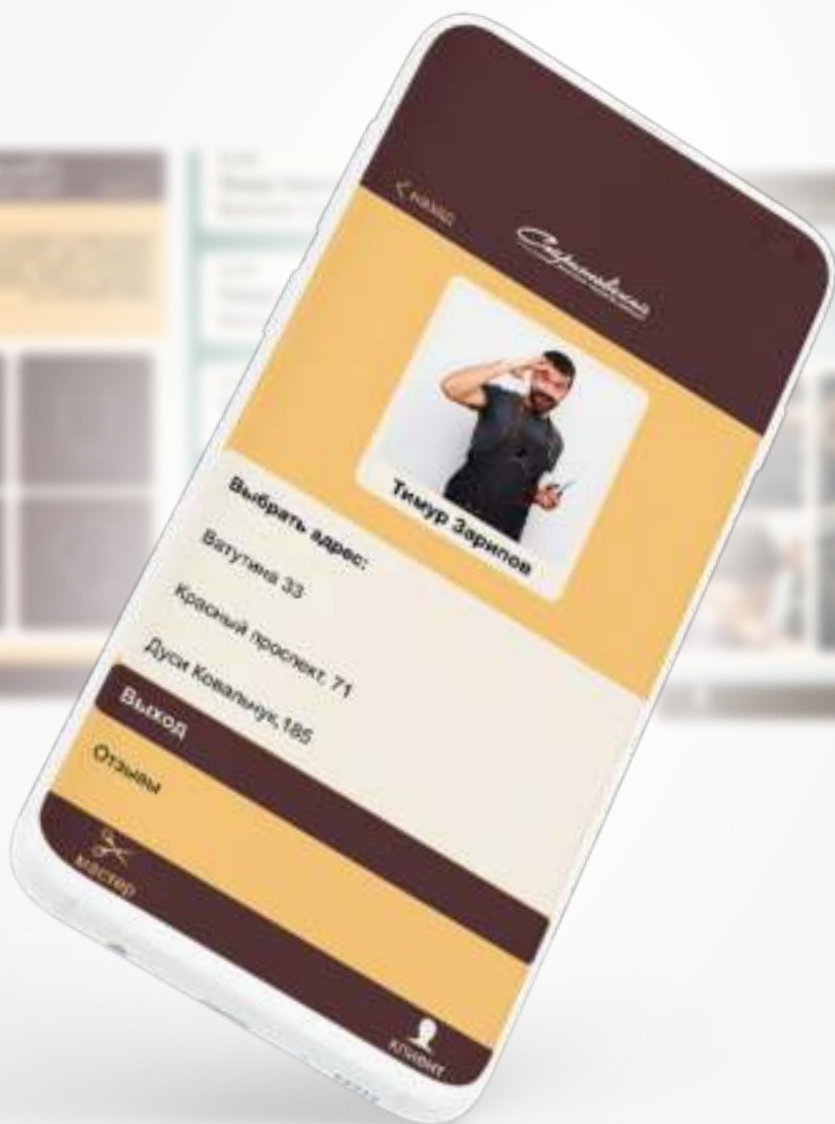 < назад
Тимур Зарипов
Выбрать адрес:
Ватутина 33
Красный проспект, 71
Дуси Ковальчук,185
Выход
Отзывы
мастер
клиент